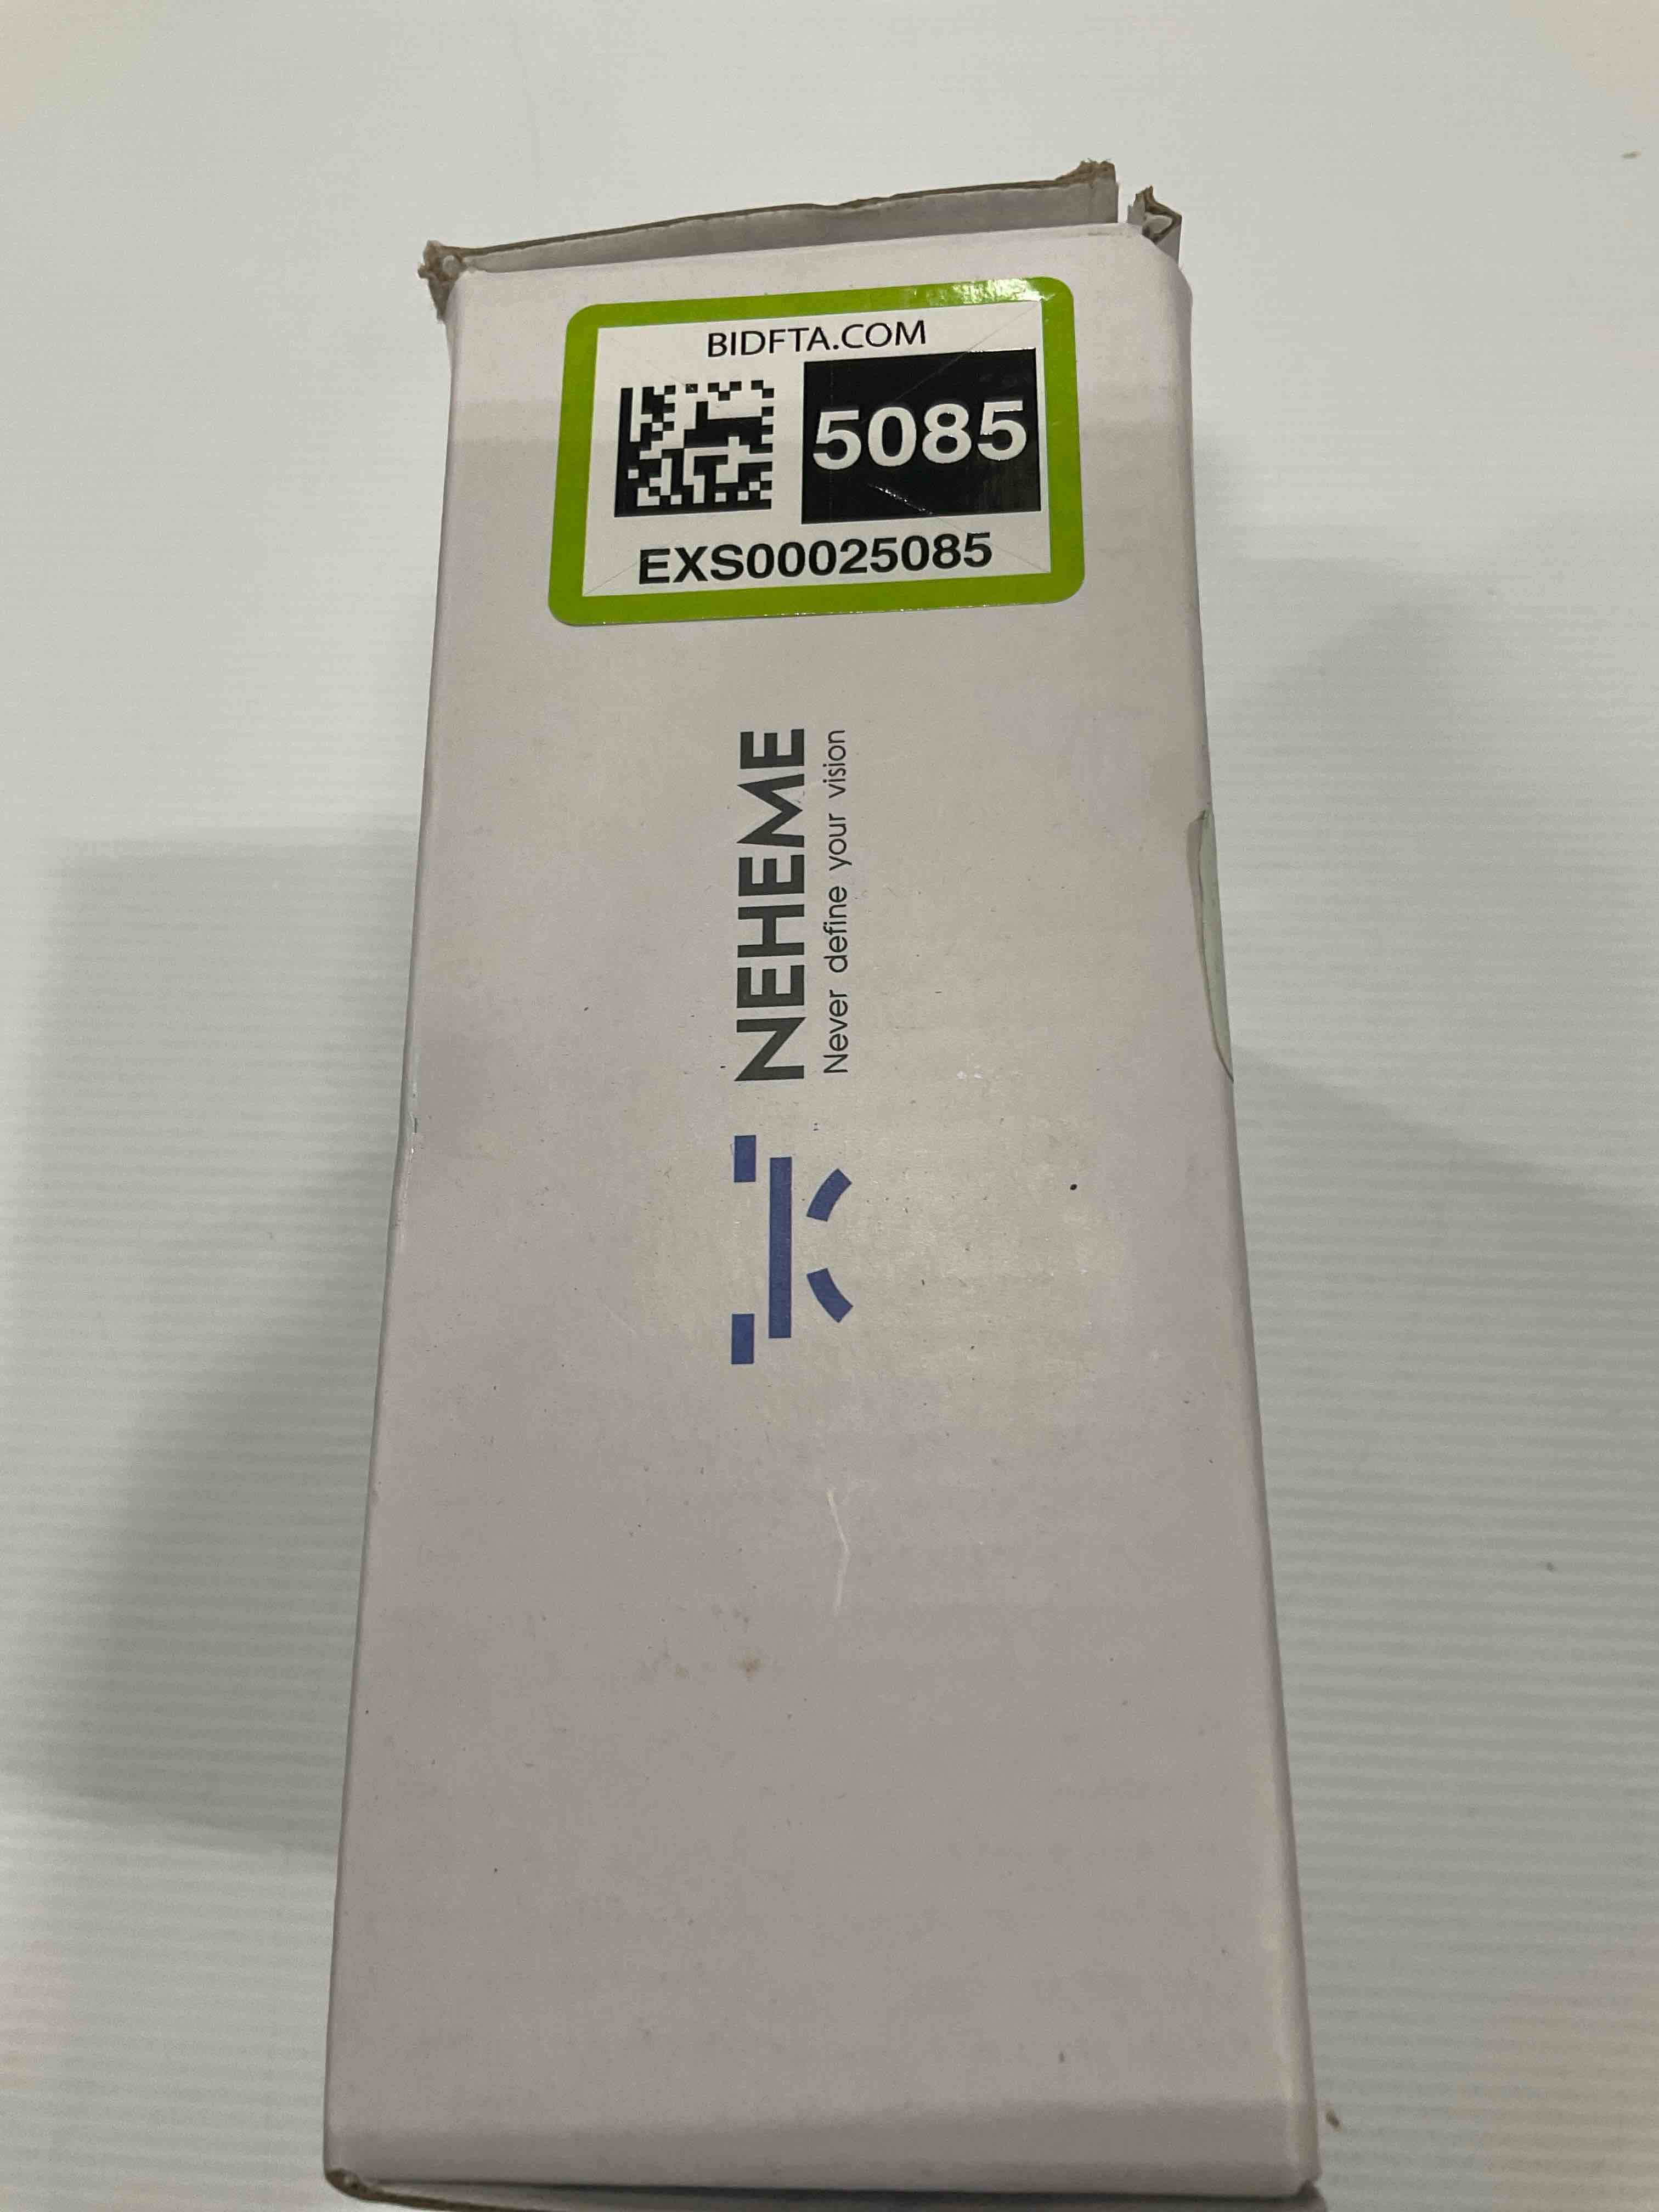 BIDFTA.COM
5085
EXS00025085
NEHEME
Never define your vision